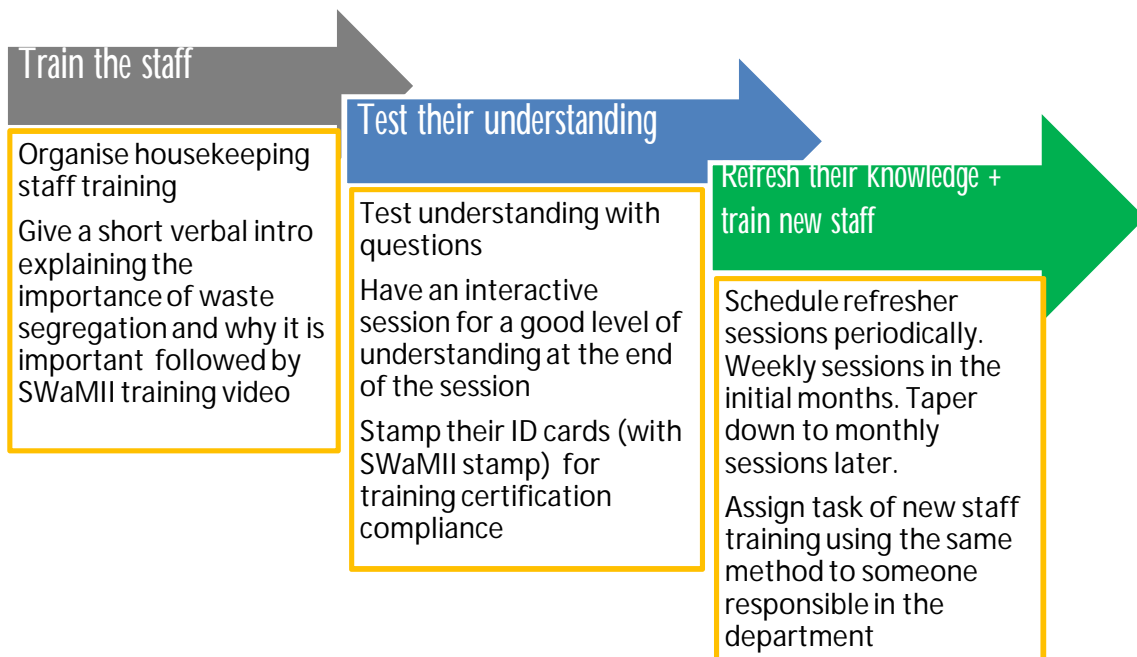 Train the staff
Organise housekeeping
staff training
Give a short verbal intro
explaining the
importance of waste
segregation and why it is
important followed by
SWaMII training video
Test their understanding
Test understanding with
questions
Have an interactive
session for a good level of
understanding at the end
of the session
Stamp their ID cards (with
SWaMII stamp) for
training certification
compliance
Refresh their knowledge +
train new staff
Schedule refresher
sessions periodically.
Weekly sessions in the
initial months. Taper
down to monthly
sessions later.
Assign task of new staff
training using the same
method to someone
responsible in the
department